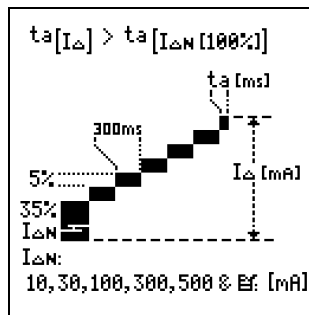 ta[I△] > ta[I△N [100%]]
ta [ms]
300ms
5%
I△ [mA]
35%
I△N
I△N:
10,30,100,300,500 & [mA]